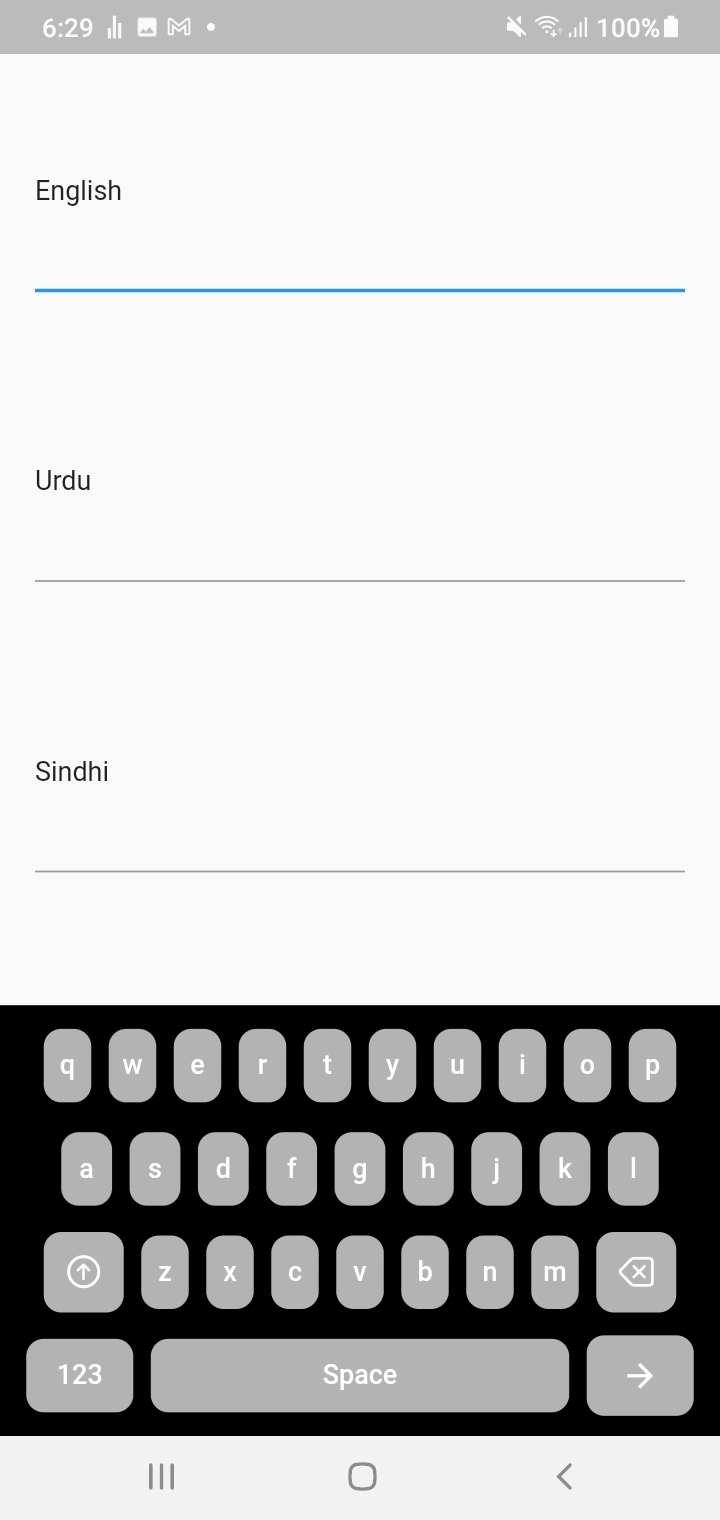 6:29 100%
English
Urdu
Sindhi
q w e r t y u i o p
a s d f g h j k l
z x c v b n m
123 Space